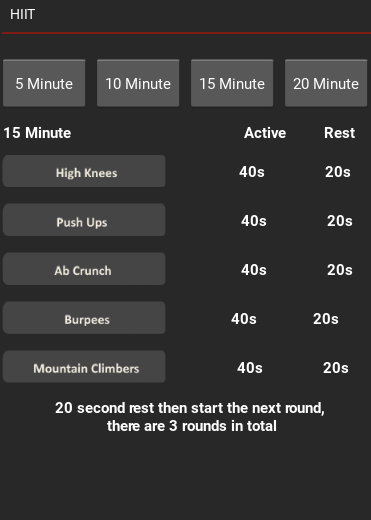 HIIT
5 Minute 10 Minute 15 Minute 20 Minute
15 Minute Active Rest
High Knees 40s 20s
Push Ups 40s 20s
Ab Crunch 40s 20s
Burpees 40s 20s
Mountain Climbers 40s 20s
20 second rest then start the next round,
there are 3 rounds in total